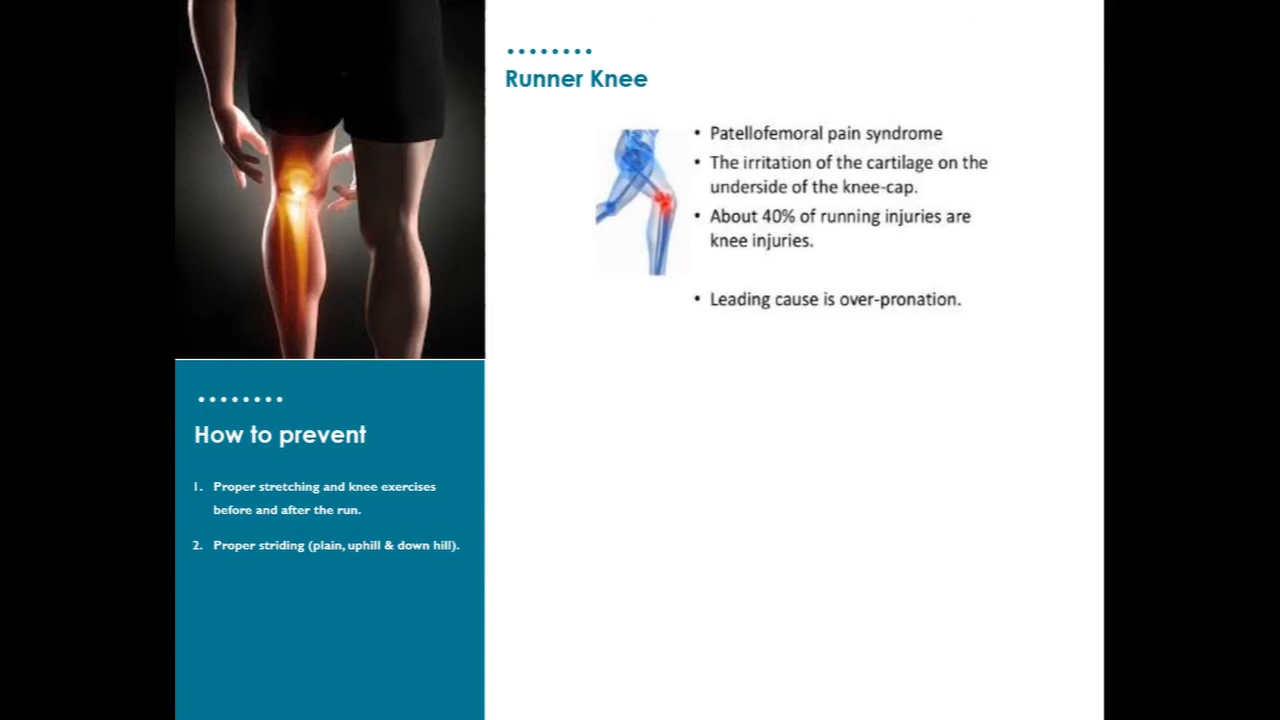 Runner Knee
• Patellofemoral pain syndrome
• The irritation of the cartilage on the
underside of the knee-cap.
• About 40% of running injuries are
knee injuries.
• Leading cause is over-pronation.
How to prevent
1. Proper stretching and knee exercises
before and after the run.
2. Proper striding (plain, uphill & down hill).